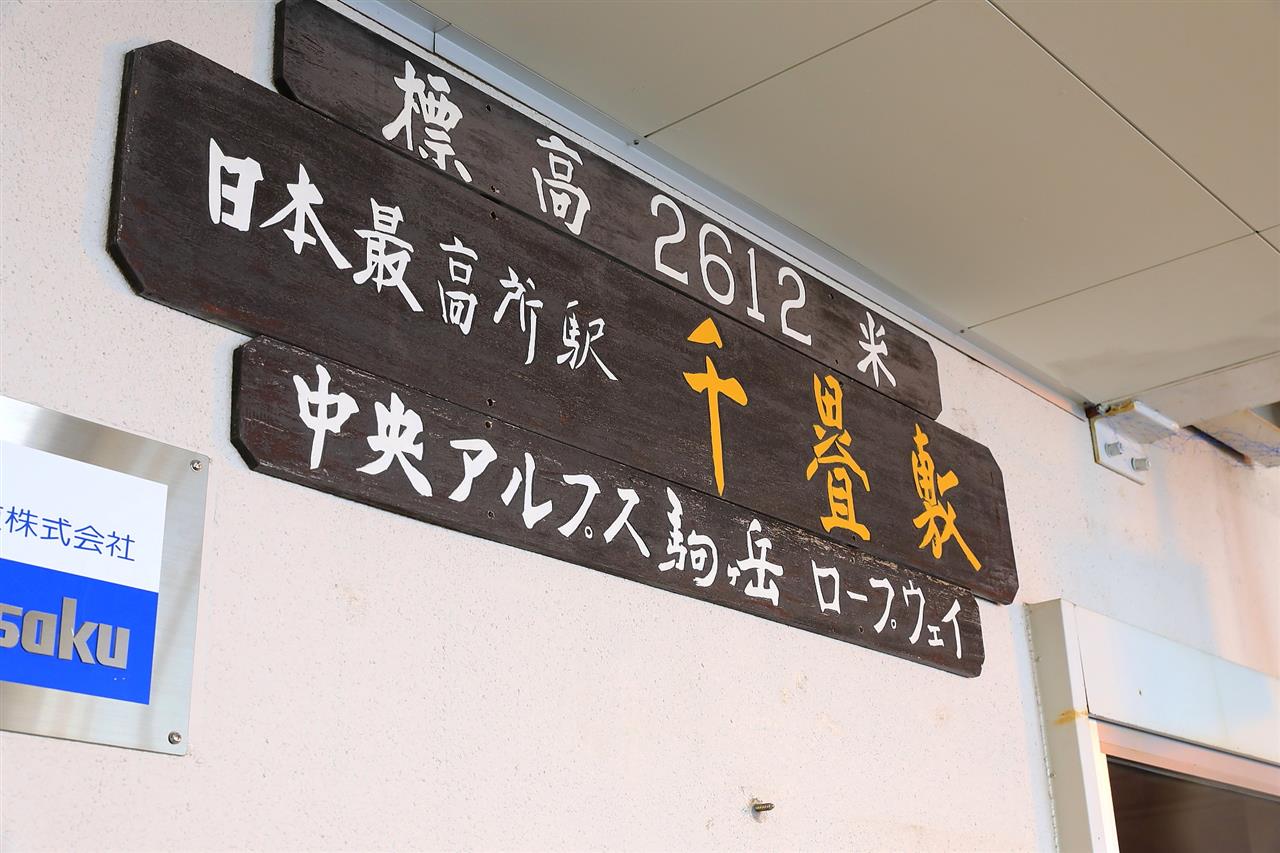 標高 2612 米
日本最高所駅 千畳敷
中央アルプス駒ヶ岳 ロープウェイ
株式会社
saku